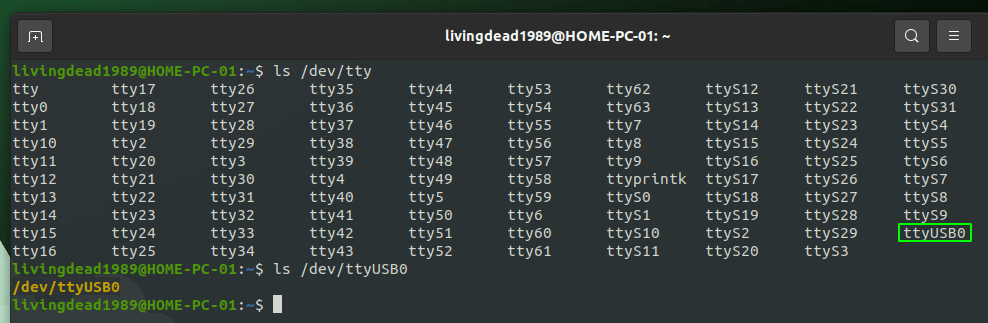 livingdead1989@HOME-PC-01: ~
livingdead1989@HOME-PC-01:~$ ls /dev/tty
tty tty17 tty26 tty35 tty44 tty53 tty62 ttyS12 ttyS21 ttyS30
tty0 tty18 tty27 tty36 tty45 tty54 tty63 ttyS13 ttyS22 ttyS31
tty1 tty19 tty28 tty37 tty46 tty55 tty7 ttyS14 ttyS23 ttyS4
tty10 tty2 tty29 tty38 tty47 tty56 tty8 ttyS15 ttyS24 ttyS5
tty11 tty20 tty3 tty39 tty48 tty57 tty9 ttyS16 ttyS25 ttyS6
tty12 tty21 tty30 tty4 tty49 tty58 ttyprintk ttyS17 ttyS26 ttyS7
tty13 tty22 tty31 tty40 tty5 tty59 ttyS0 ttyS18 ttyS27 ttyS8
tty14 tty23 tty32 tty41 tty50 tty6 ttyS1 ttyS19 ttyS28 ttyS9
tty15 tty24 tty33 tty42 tty51 tty60 ttyS10 ttyS2 ttyS29 ttyUSB0
tty16 tty25 tty34 tty43 tty52 tty61 ttyS11 ttyS20 ttyS3
livingdead1989@HOME-PC-01:~$ ls /dev/ttyUSB0
/dev/ttyUSB0
livingdead1989@HOME-PC-01:~$